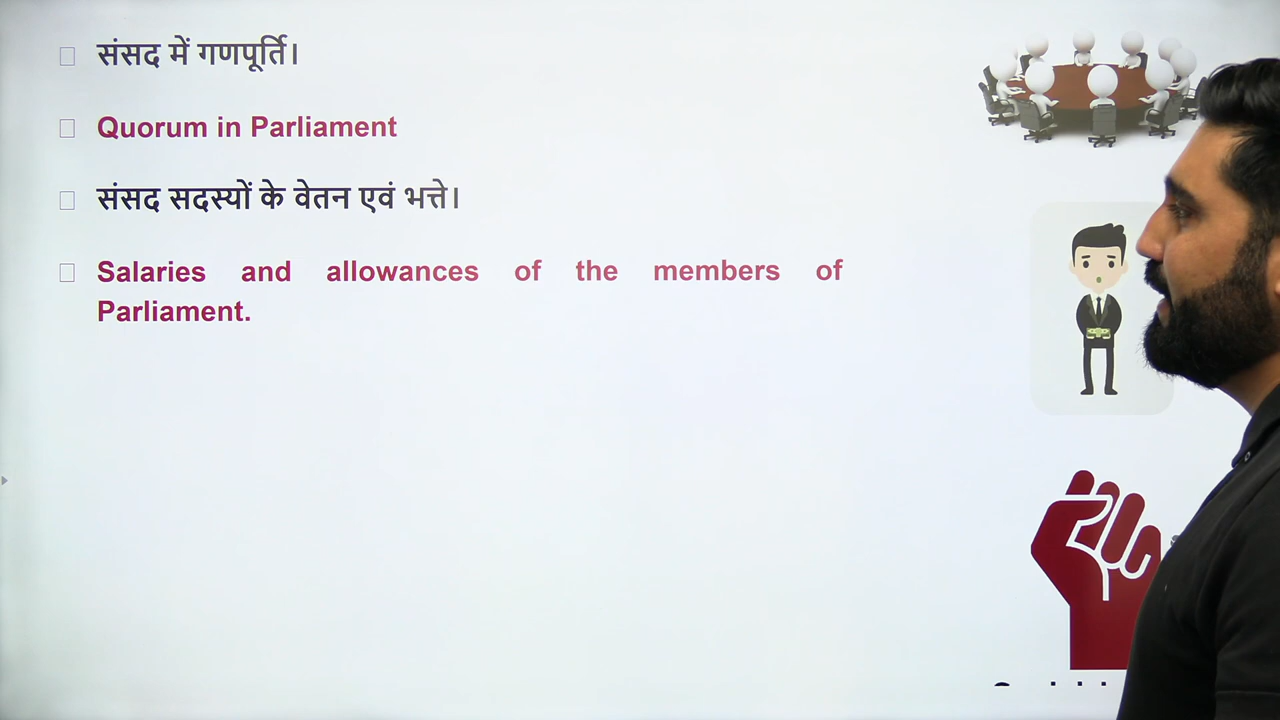 संसद में गणपूर्ति।
Quorum in Parliament
संसद सदस्यों के वेतन एवं भत्ते।
Salaries and allowances of the members of
Parliament.